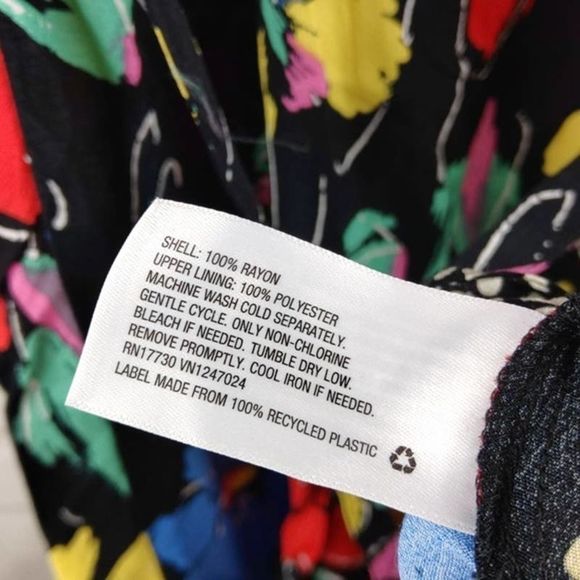 SHELL: 100% RAYON
UPPER LINING: 100% POLYESTER
MACHINE WASH COLD SEPARATELY.
GENTLE CYCLE. ONLY NON-CHLORINE
BLEACH IF NEEDED. TUMBLE DRY LOW.
REMOVE PROMPTLY. COOL IRON IF NEEDED.
RN17730 VN1247024
LABEL MADE FROM 100% RECYCLED PLASTIC